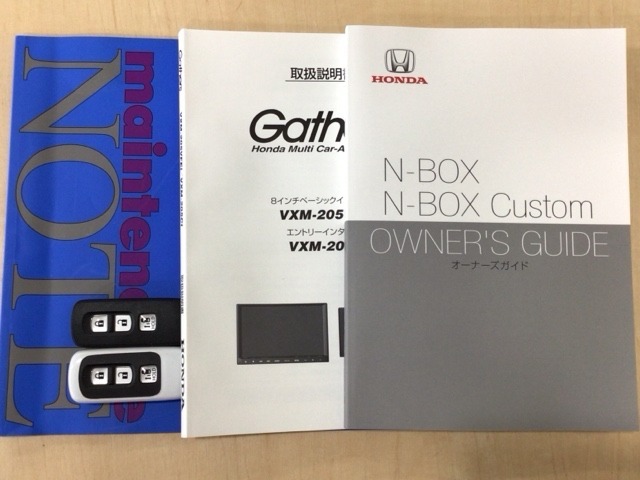 maintenance
NOTE
取扱説明
Gath
Honda Multi Car-A
8インチベーシックイ
VXM-205
エントリーインタ
VXM-20
HONDA
HONDA
N-BOX
N-BOX Custom
OWNER'S GUIDE
オーナーズガイド